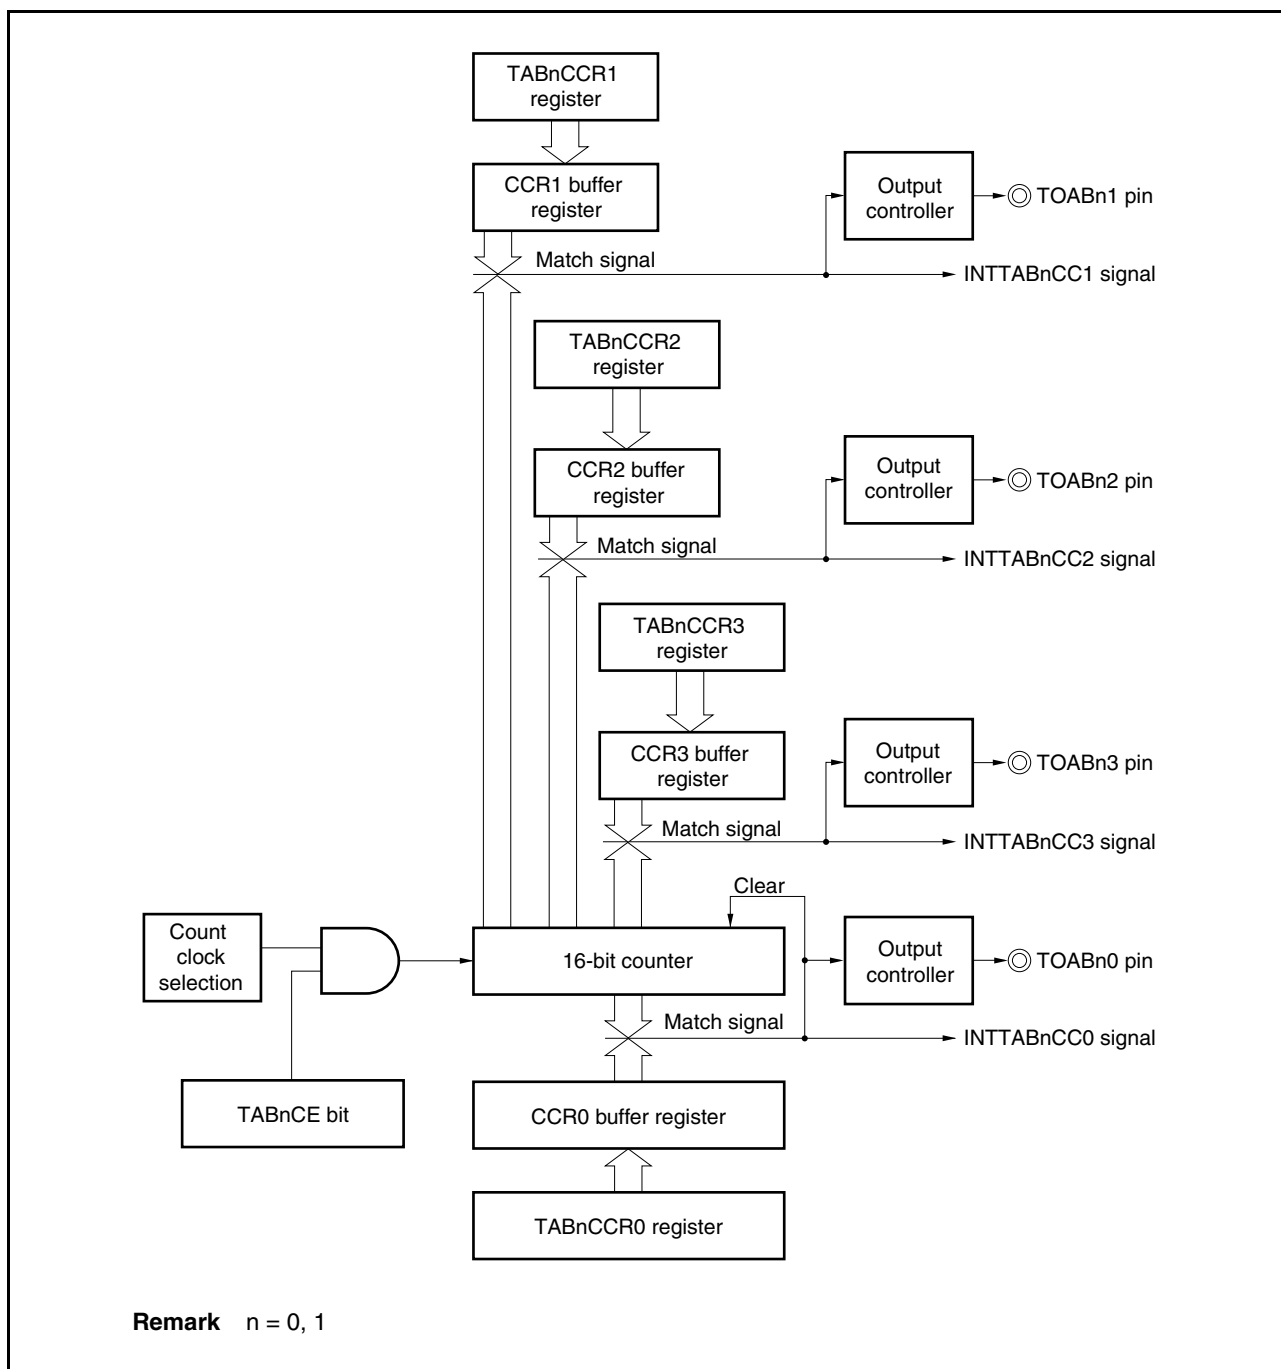 TABnCCR1
register
CCR1 buffer
register
Match signal
Output
controller
TOABn1 pin
INTTABnCC1 signal
TABnCCR2
register
CCR2 buffer
register
Match signal
Output
controller
TOABn2 pin
INTTABnCC2 signal
TABnCCR3
register
CCR3 buffer
register
Match signal
Output
controller
TOABn3 pin
INTTABnCC3 signal
Clear
Count
clock
selection
16-bit counter
Output
controller
TOABn0 pin
Match signal
INTTABnCC0 signal
TABnCE bit
CCR0 buffer register
TABnCCR0 register
Remark n = 0, 1